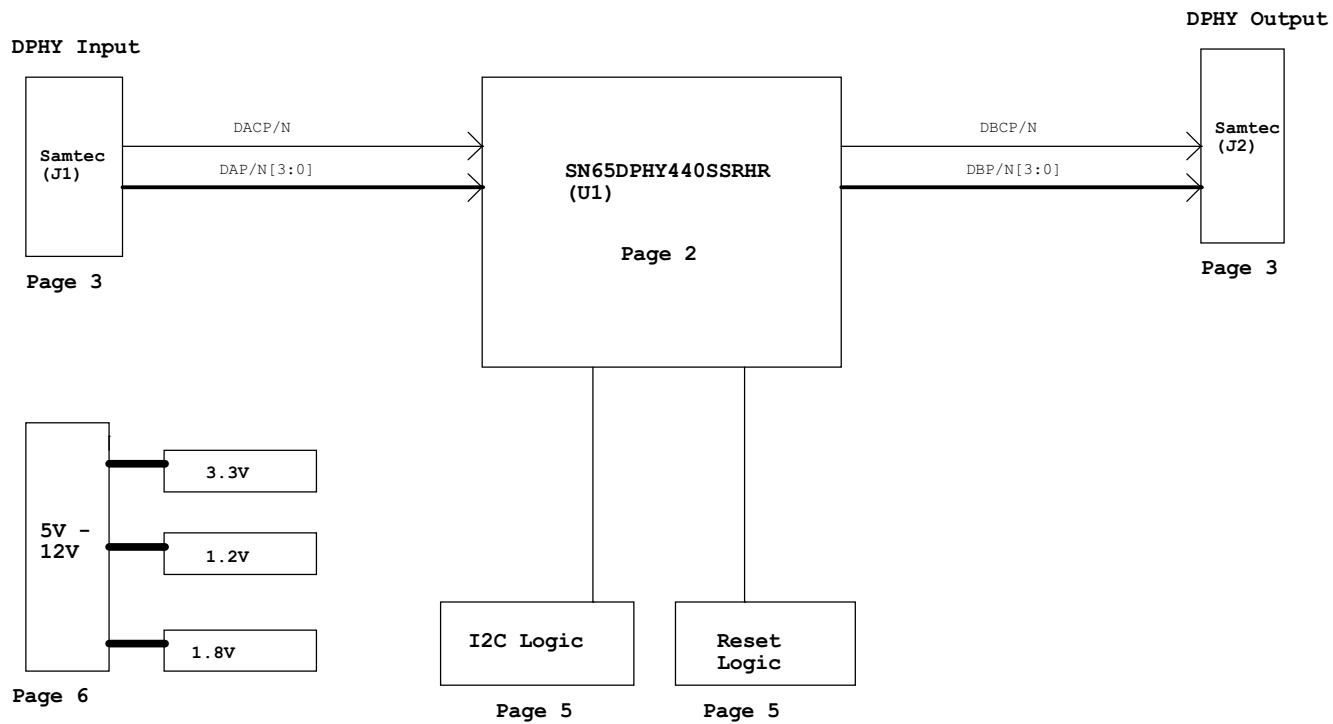 DPHY Output
DPHY Input
DACP/N
DBCP/N
Samtec
(J1)
Samtec
(J2)
DAP/N[3:0]
DBP/N[3:0]
SN65DPHY440SSRHR
(U1)
Page 2
Page 3
Page 3
3.3V
5V -
12V
1.2V
1.8V
I2C Logic
Reset
Logic
Page 6
Page 5
Page 5